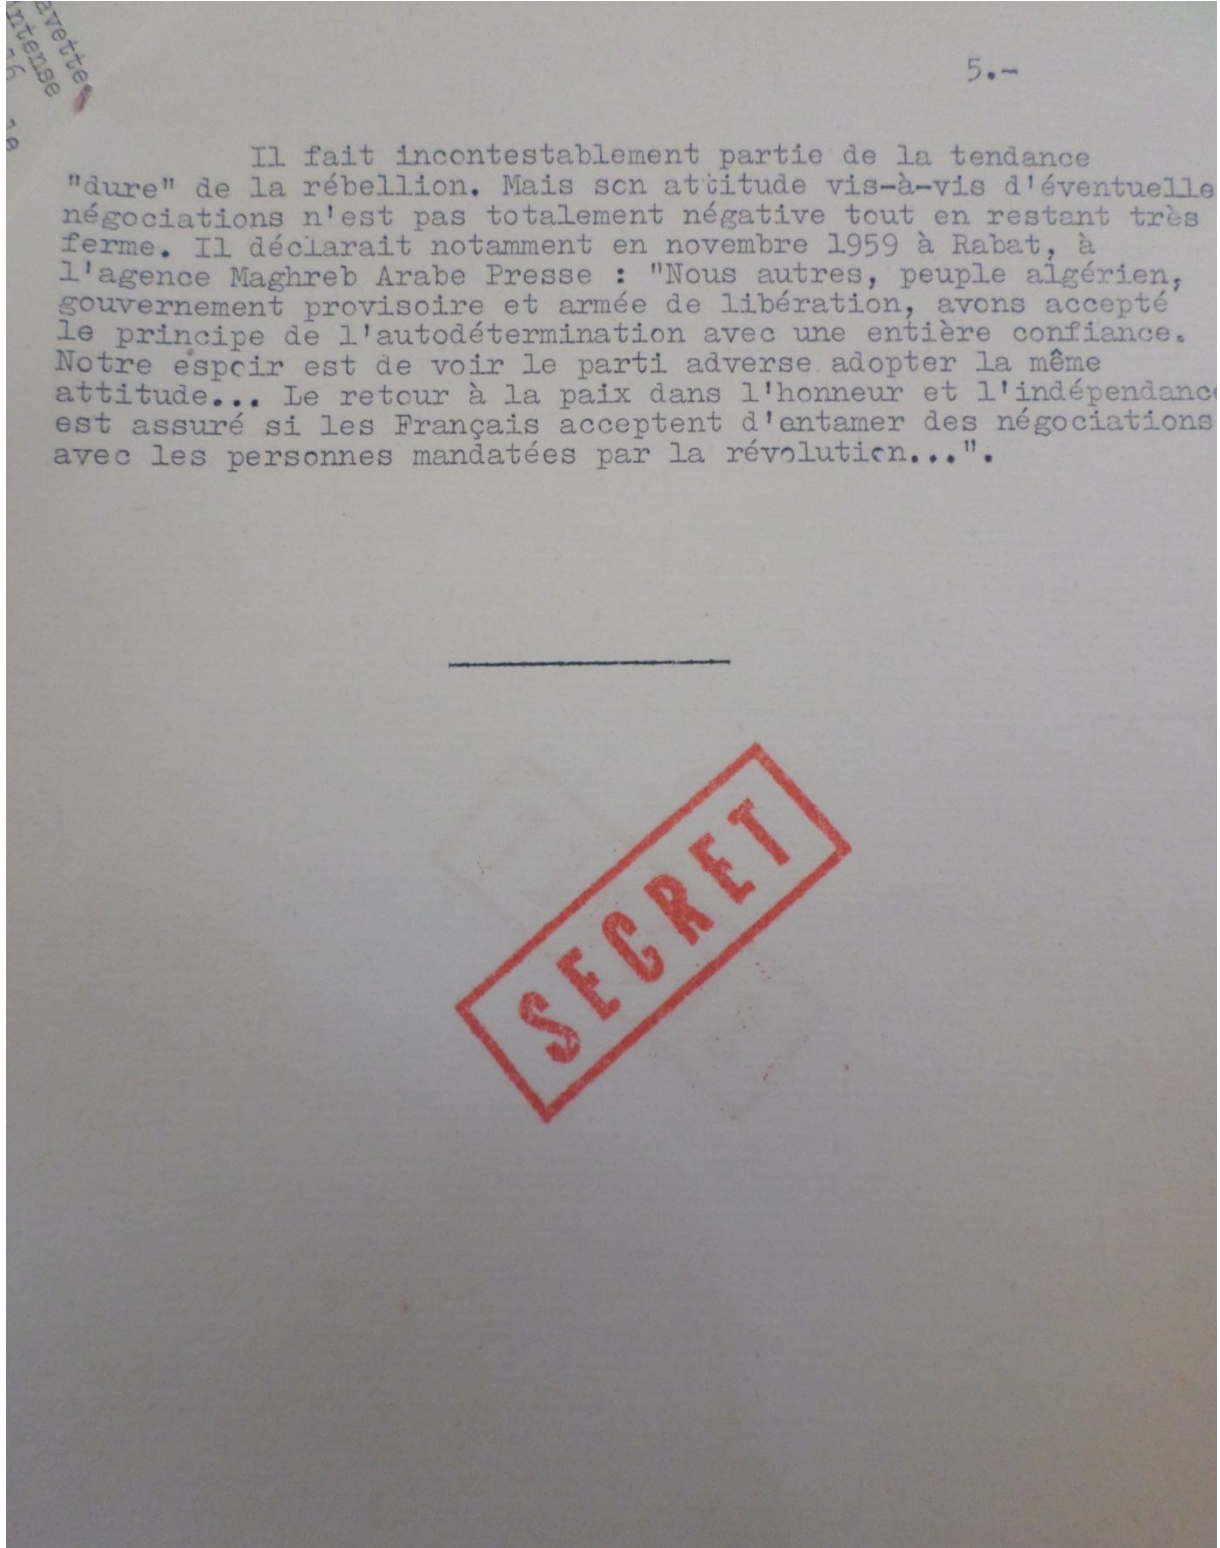 avette
intense
16
le
5.-
Il fait incontestablement partie de la tendance
"dure" de la rébellion. Mais son attitude vis-à-vis d'éventuelle
négociations n'est pas totalement négative tout en restant très
ferme. Il déclarait notamment en novembre 1959 à Rabat, à
l'agence Maghreb Arabe Presse : "Nous autres, peuple algérien,
gouvernement provisoire et armée de libération, avons accepté
le principe de l'autodétermination avec une entière confiance.
Notre espoir est de voir le parti adverse adopter la même
attitude... Le retour à la paix dans l'honneur et l'indépendance
est assuré si les Français acceptent d'entamer des négociations
avec les personnes mandatées par la révolution...".
SECRET